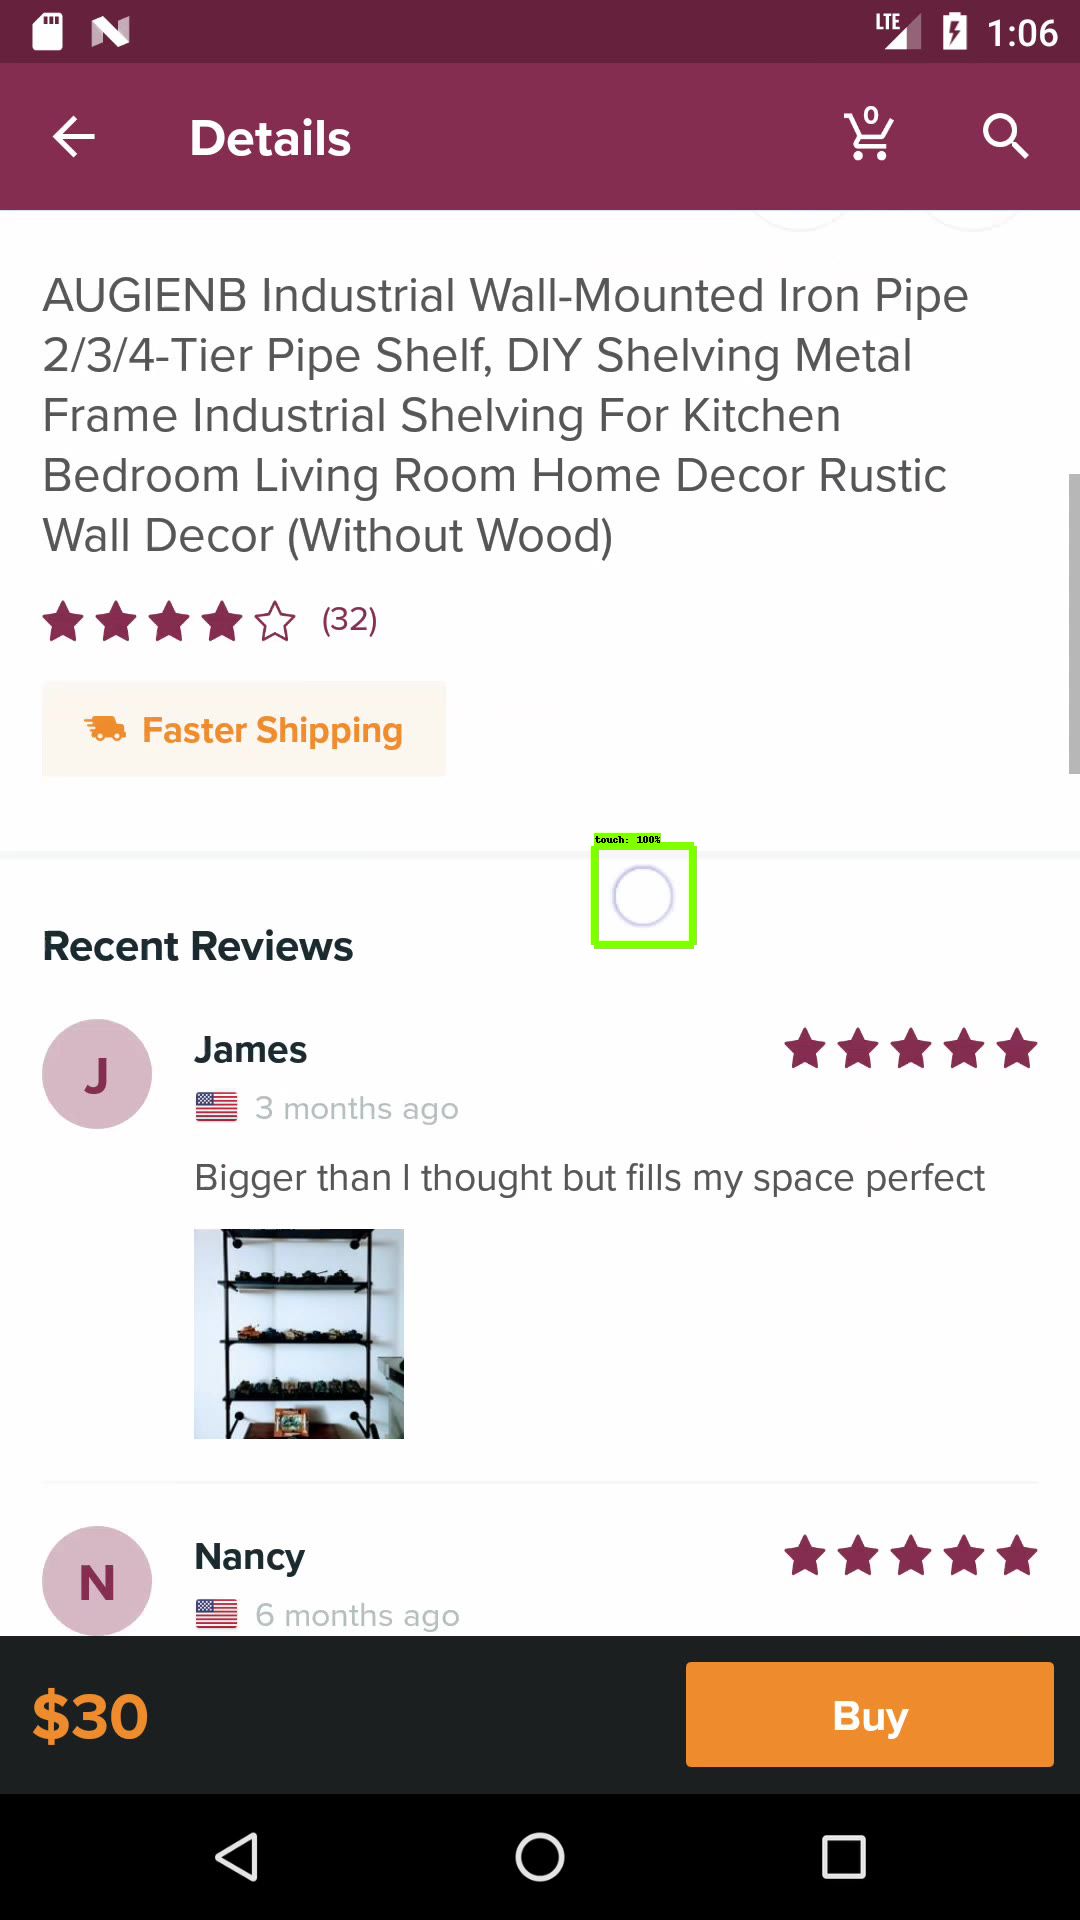 LTE 1:06
Details 0
AUGIENB Industrial Wall-Mounted Iron Pipe
2/3/4-Tier Pipe Shelf, DIY Shelving Metal
Frame Industrial Shelving For Kitchen
Bedroom Living Room Home Decor Rustic
Wall Decor (Without Wood)
(32)
Faster Shipping
touch: 100%
Recent Reviews
J James
3 months ago
Bigger than I thought but fills my space perfect
N Nancy
6 months ago
$30 Buy